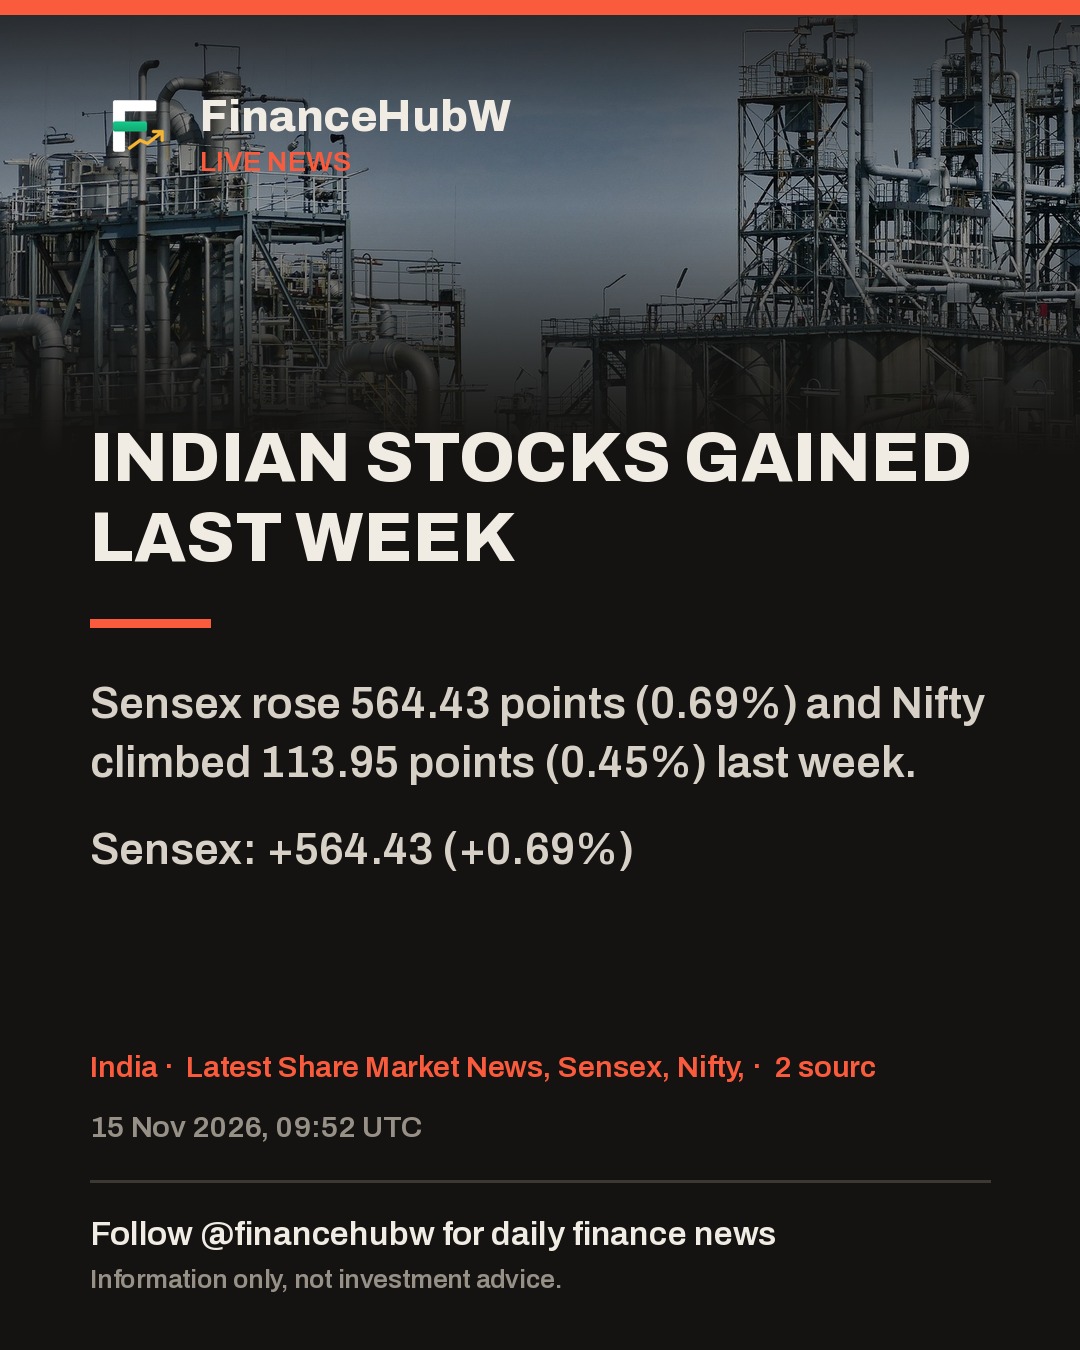 FinanceHubW
LIVE NEWS
INDIAN STOCKS GAINED
LAST WEEK
Sensex rose 564.43 points (0.69%) and Nifty
climbed 113.95 points (0.45%) last week.
Sensex: +564.43 (+0.69%)
India · Latest Share Market News, Sensex, Nifty, · 2 sourc
15 Nov 2026, 09:52 UTC
Follow @financehubw for daily finance news
Information only, not investment advice.